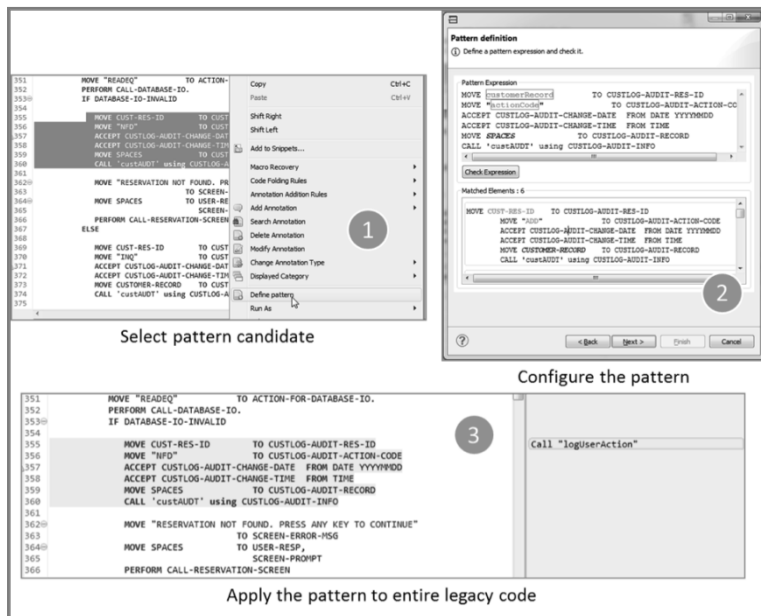 351 MOVE "READEQ" TO ACTION-
352 PERFORM CALL-DATABASE-IO.
353 IF DATABASE-IO-INVALID
354
355 MOVE CUST-RES-ID TO CUST
356 MOVE "NFD" TO CUST
357 ACCEPT CUSTLOG-AUDIT-CHANGE-DAT
358 ACCEPT CUSTLOG-AUDIT-CHANGE-TIM
359 MOVE SPACES TO CUST
360 CALL 'custAUDT' using CUSTLOG-A
361
362 MOVE "RESERVATION NOT FOUND. PR
363 TO SCREEN-
364 MOVE SPACES TO USER-RE
365 SCREEN-
366 PERFORM CALL-RESERVATION-SCREEN
367 ELSE
368
369 MOVE CUST-RES-ID TO CUST
370 MOVE "INQ" TO CUST
371 ACCEPT CUSTLOG-AUDIT-CHANGE-DAT
372 ACCEPT CUSTLOG-AUDIT-CHANGE-TIM
373 MOVE CUSTOMER-RECORD TO CUST
374 CALL 'custAUDT' using CUSTLOG-A
375
Copy Ctrl+C
Paste Ctrl+V
Shift Right
Shift Left
Add to Snippets...
Macro Recovery
Code Folding Rules
Annotation Addition Rules
Add Annotation
Search Annotation
Delete Annotation
Modify Annotation
Change Annotation Type
Displayed Category
Define pattern
Run As
1
Select pattern candidate
Pattern definition
Define a pattern expression and check it.
Pattern Expression
MOVE customerRecord TO CUSTLOG-AUDIT-RES-ID
MOVE "actionCode" TO CUSTLOG-AUDIT-ACTION-CO
ACCEPT CUSTLOG-AUDIT-CHANGE-DATE FROM DATE YYYYMMDD
ACCEPT CUSTLOG-AUDIT-CHANGE-TIME FROM TIME
MOVE SPACES TO CUSTLOG-AUDIT-RECORD
CALL 'custAUDT' using CUSTLOG-AUDIT-INFO
Check Expression
Matched Elements : 6
MOVE CUST-RES-ID TO CUSTLOG-AUDIT-RES-ID
MOVE "ADD" TO CUSTLOG-AUDIT-ACTION-CODE
ACCEPT CUSTLOG-AUDIT-CHANGE-DATE FROM DATE YYYYMMDD
ACCEPT CUSTLOG-AUDIT-CHANGE-TIME FROM TIME
MOVE CUSTOMER-RECORD TO CUSTLOG-AUDIT-RECORD
CALL 'custAUDT' using CUSTLOG-AUDIT-INFO
2
? < Back Next > Finish Cancel
Configure the pattern
351 MOVE "READEQ" TO ACTION-FOR-DATABASE-IO.
352 PERFORM CALL-DATABASE-IO.
353 IF DATABASE-IO-INVALID
354
355 MOVE CUST-RES-ID TO CUSTLOG-AUDIT-RES-ID
356 MOVE "NFD" TO CUSTLOG-AUDIT-ACTION-CODE
357 ACCEPT CUSTLOG-AUDIT-CHANGE-DATE FROM DATE YYYYMMDD
358 ACCEPT CUSTLOG-AUDIT-CHANGE-TIME FROM TIME
359 MOVE SPACES TO CUSTLOG-AUDIT-RECORD
360 CALL 'custAUDT' using CUSTLOG-AUDIT-INFO
361
362 MOVE "RESERVATION NOT FOUND. PRESS ANY KEY TO CONTINUE"
363 TO SCREEN-ERROR-MSG
364 MOVE SPACES TO USER-RESP,
365 SCREEN-PROMPT
366 PERFORM CALL-RESERVATION-SCREEN
3
Call "logUserAction"
Apply the pattern to entire legacy code